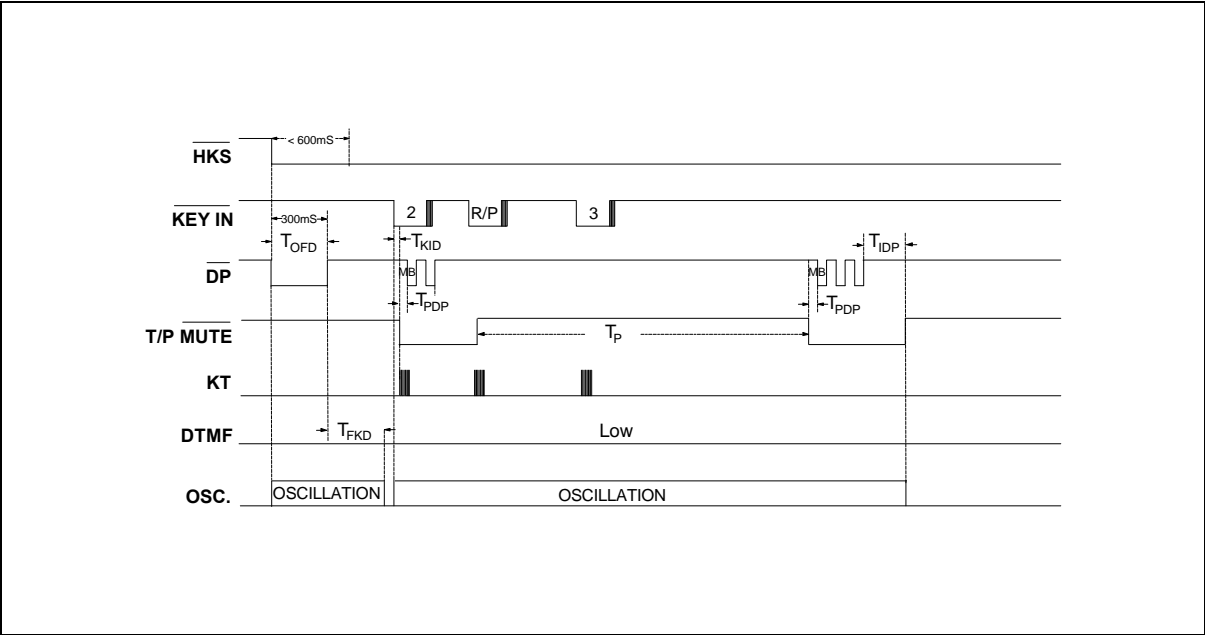 < 600mS
HKS
KEY IN
2
R/P
3
300mS
TOFD
TKID
TIDP
DP
MB
MB
TPDP
TPDP
T/P MUTE
TP
KT
DTMF
TFKD
Low
OSC.
OSCILLATION
OSCILLATION